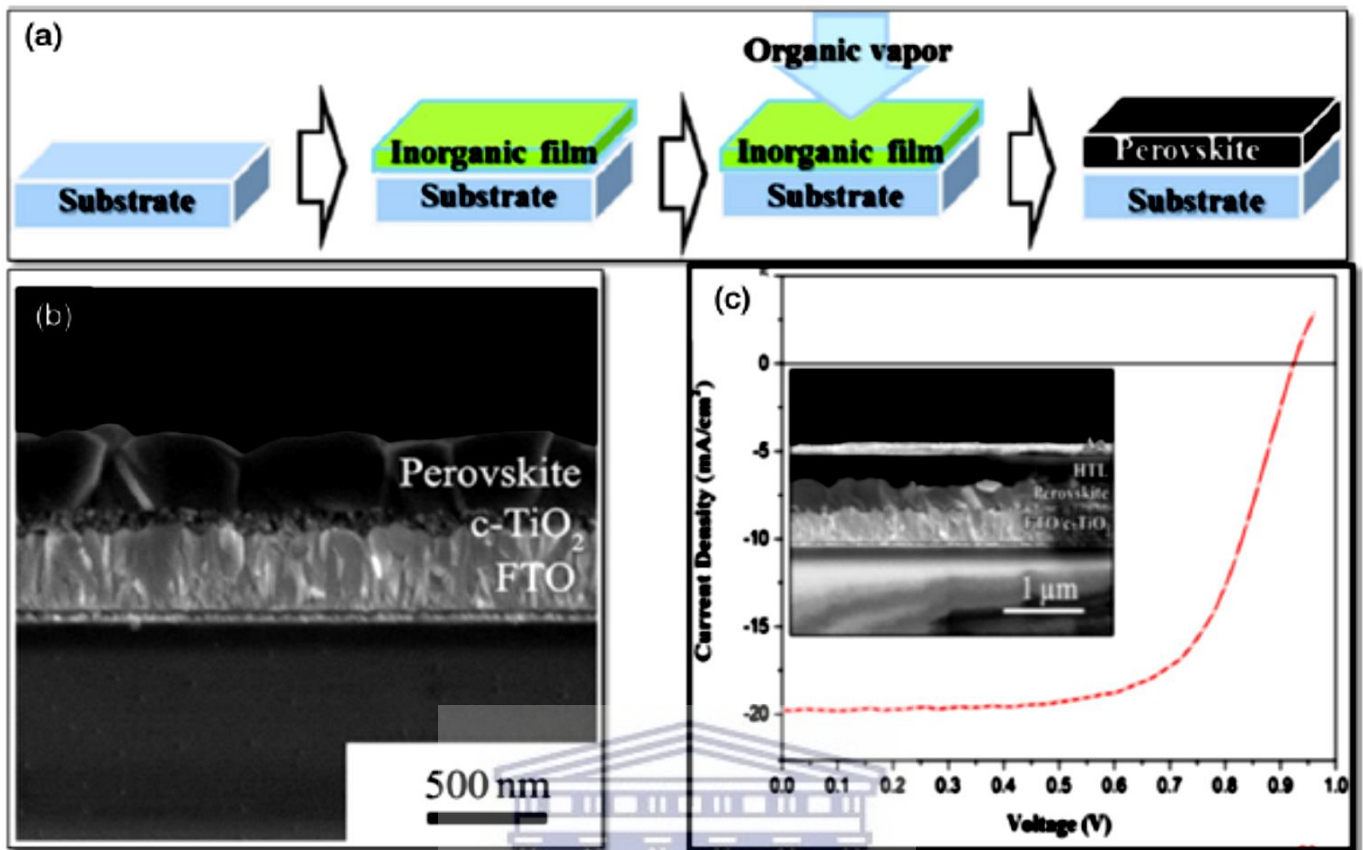 (a)
Organic vapor
Substrate
Inorganic film
Substrate
Inorganic film
Substrate
Perovskite
Substrate
(b)
Perovskite
c-TiO₂
FTO
500 nm
(c)
Current Density (mA/cm²)
0
-5
-10
-15
-20
HTL
Perovskite
FTO/c-TiO₂
1 μm
0.0 0.1 0.2 0.3 0.4 0.5 0.6 0.7 0.8 0.9 1.0
Voltage (V)